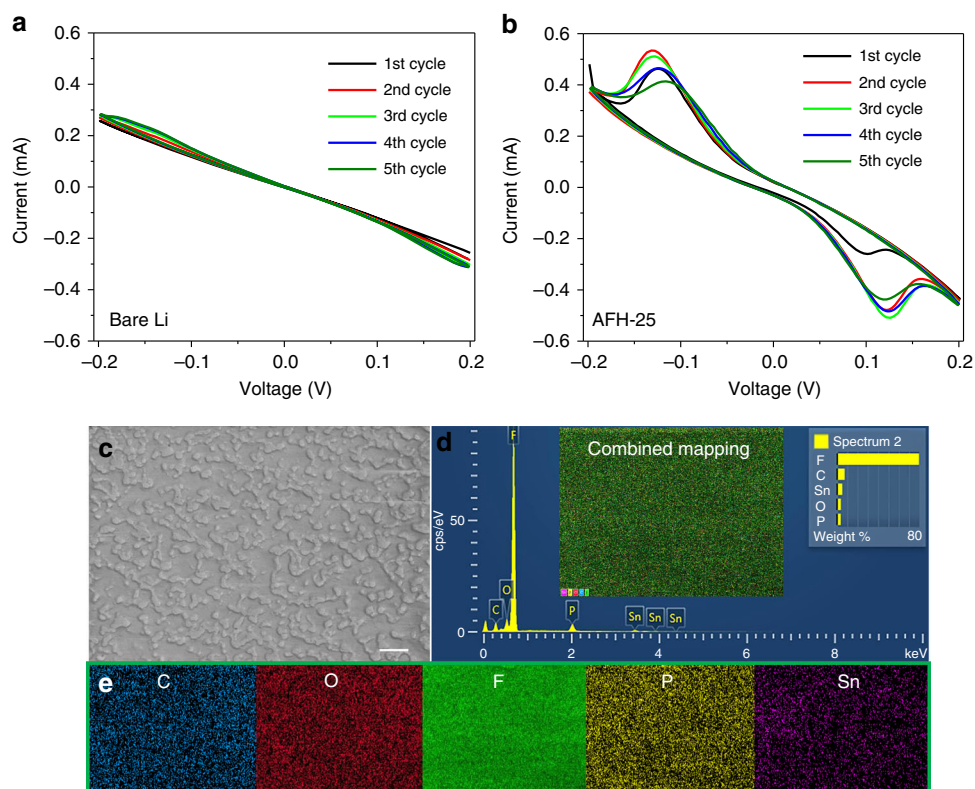 a
0.6
0.4
0.2
0.0
–0.2
–0.4
–0.6
Current (mA)
1st cycle
2nd cycle
3rd cycle
4th cycle
5th cycle
Bare Li
–0.2
–0.1
0.0
0.1
0.2
Voltage (V)
b
0.6
0.4
0.2
0.0
–0.2
–0.4
–0.6
Current (mA)
1st cycle
2nd cycle
3rd cycle
4th cycle
5th cycle
AFH-25
–0.2
–0.1
0.0
0.1
0.2
Voltage (V)
c
d
F
Combined mapping
Spectrum 2
F
C
Sn
O
P
Weight %
80
cps/eV
50
0
C
O
P
Sn
Sn
Sn
0
2
4
6
8
keV
e
C
O
F
P
Sn